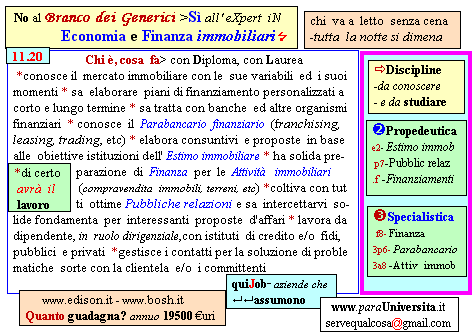 No al Branco dei Generici >Sì all'eXpert iN
Economia e Finanza immobiliari
chi va a letto senza cena
-tutta la notte si dimena
11.20
Chi è, cosa fa> con Diploma, con Laurea
*conosce il mercato immobiliare con le sue variabili ed i suoi
momenti * sa elaborare piani di finanziamento personalizzati a
corto e lungo termine * sa tratta con banche ed altre organismi
finanziari * conosce il Parabancario finanziario (franchising,
leasing, trading, etc) * elabora consuntivi e proposte in base
alle obiettive istituzioni dell' Estimo immobiliare * ha solida pre-
parazione di Finanza per le Attività immobiliari
(compravendita immobili, terreni, etc) *coltiva con tut
ti ottime Pubbliche relazioni e sa intercettarvi so-
lide fondamenta per interessanti proposte d'affari * lavora da
dipendente, in ruolo dirigenziale,con istituti di credito e/o fidi,
pubblici e privati *gestisce i contatti per la soluzione di proble
matiche sorte con la clientela e/o i committenti
*di certo
avrà il
lavoro
⇨Discipline
-da conoscere
- e da studiare
❷Propedeutica
e2- Estimo immob
p7-Pubblic relaz
.f -Finanziamenti
❸Specialistica
f8- Finanza
3p6- Parabancario
3a8 -Attiv immob
www.edison.it - www.bosh.it
Quanto guadagna? annuo 19500 €uri
quiJob- aziende che
↵↵assumono
www.paraUniversita.it
servequalcosa@gmail.com